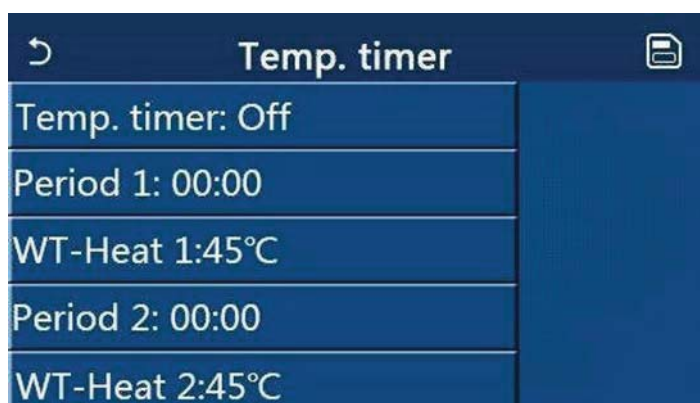 Temp. timer
Temp. timer: Off
Period 1: 00:00
WT-Heat 1:45℃
Period 2: 00:00
WT-Heat 2:45℃